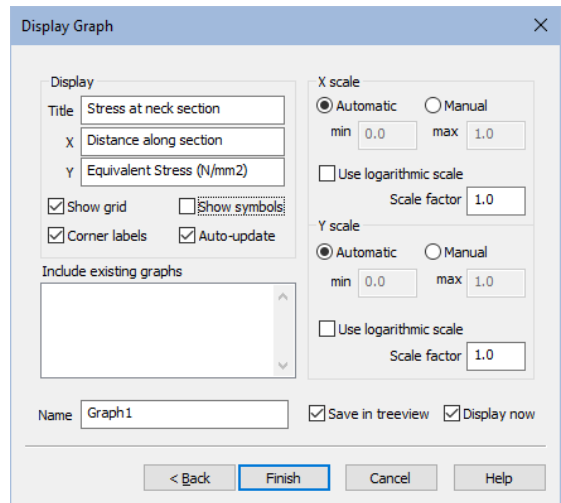 Display Graph
Display
Title Stress at neck section
X Distance along section
Y Equivalent Stress (N/mm2)
Show grid Show symbols
Corner labels Auto-update
Include existing graphs
X scale
Automatic Manual
min 0.0 max 1.0
Use logarithmic scale
Scale factor 1.0
Y scale
Automatic Manual
min 0.0 max 1.0
Use logarithmic scale
Scale factor 1.0
Name Graph1
Save in treeview Display now
< Back Finish Cancel Help